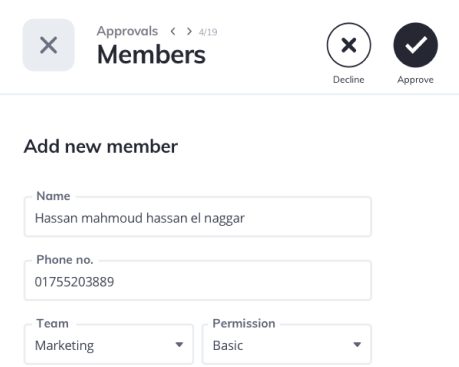 Approvals < > 4/19
Members
Decline
Approve
Add new member
Name
Hassan mahmoud hassan el naggar
Phone no.
01755203889
Team
Permission
Marketing
Basic